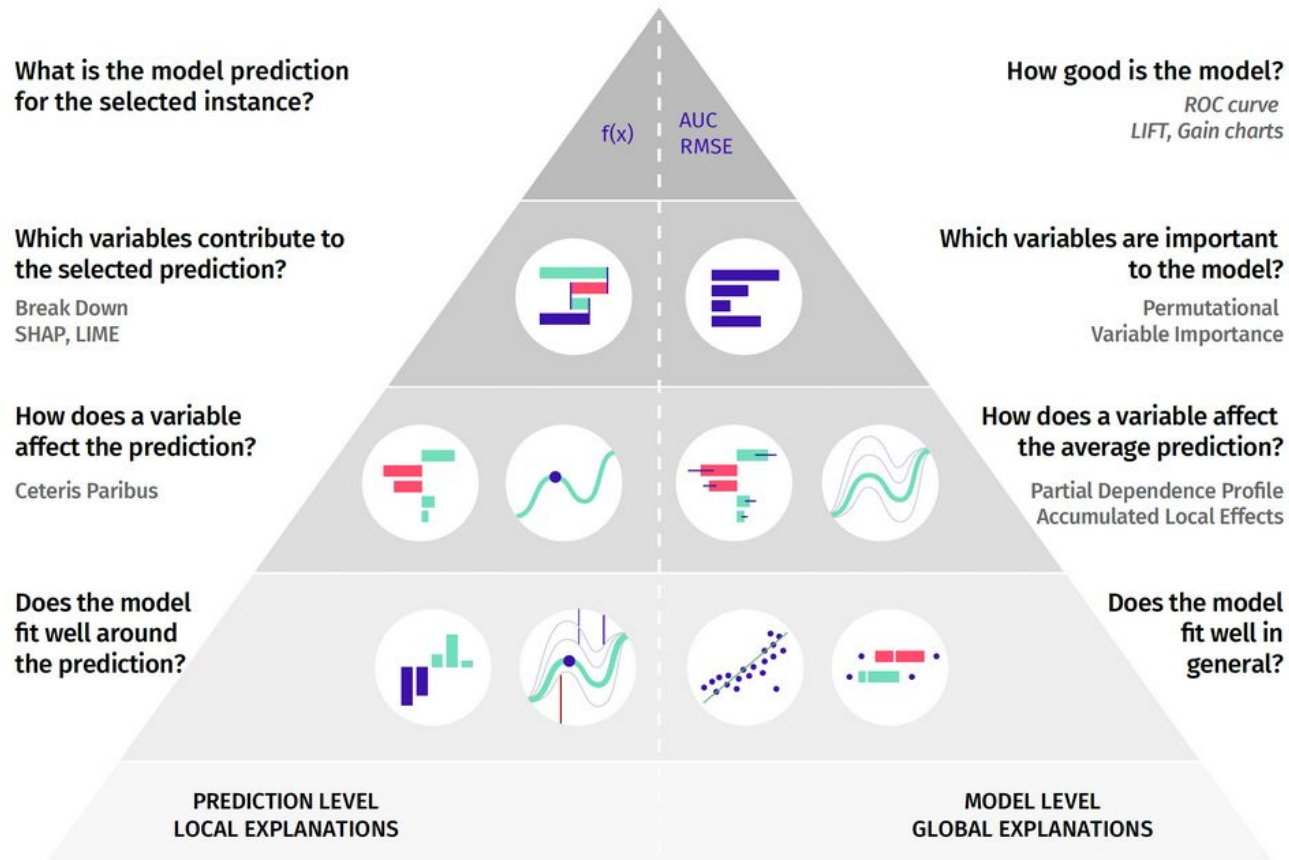 What is the model prediction
for the selected instance?
f(x)
AUC
RMSE
How good is the model?
ROC curve
LIFT, Gain charts
Which variables contribute to
the selected prediction?
Break Down
SHAP, LIME
Which variables are important
to the model?
Permutational
Variable Importance
How does a variable
affect the prediction?
Ceteris Paribus
How does a variable affect
the average prediction?
Partial Dependence Profile
Accumulated Local Effects
Does the model
fit well around
the prediction?
Does the model
fit well in
general?
PREDICTION LEVEL
LOCAL EXPLANATIONS
MODEL LEVEL
GLOBAL EXPLANATIONS